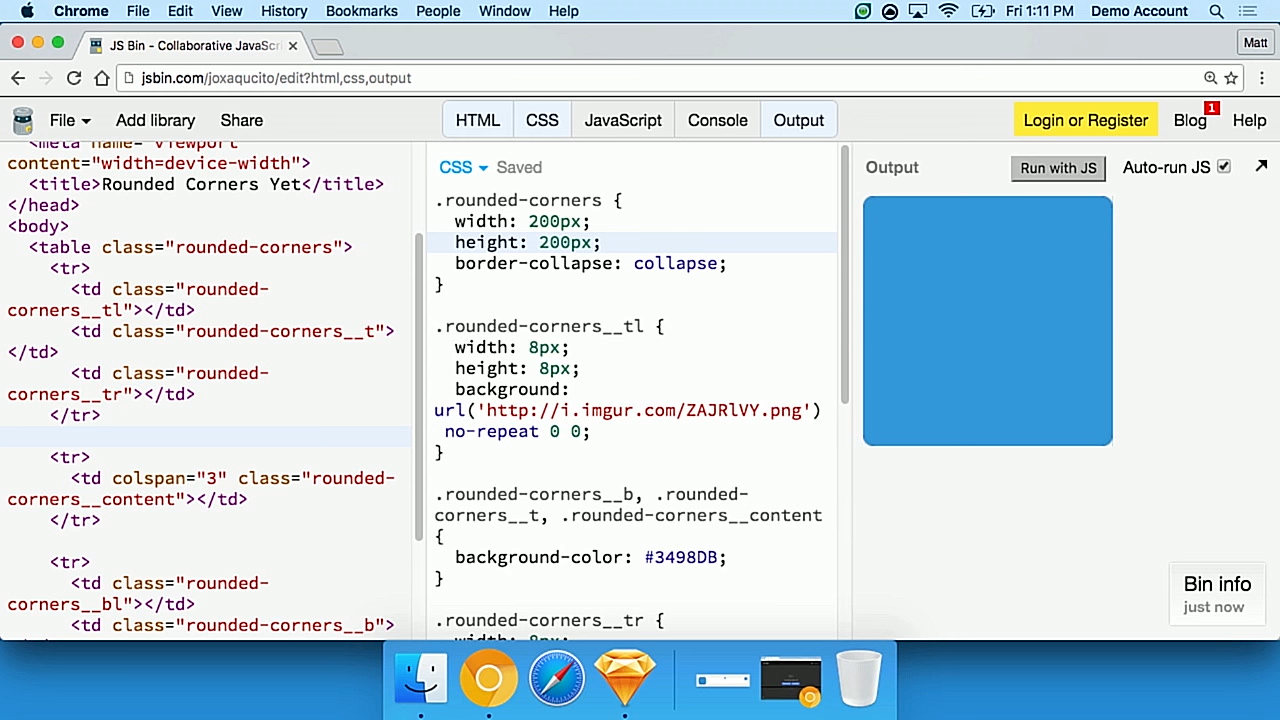 Chrome File Edit View History Bookmarks People Window Help Fri 1:11 PM Demo Account
JS Bin - Collaborative JavaScri
Matt
jsbin.com/joxaqucito/edit?html,css,output
File Add library Share HTML CSS JavaScript Console Output Login or Register Blog 1 Help
<meta name="viewport"
content="width=device-width">
<title>Rounded Corners Yet</title>
</head>
<body>
<table class="rounded-corners">
<tr>
<td class="rounded-
corners__tl"></td>
<td class="rounded-corners__t">
</td>
<td class="rounded-
corners__tr"></td>
</tr>
<tr>
<td colspan="3" class="rounded-
corners__content"></td>
</tr>
<tr>
<td class="rounded-
corners__bl"></td>
<td class="rounded-corners__b">
CSS Saved
.rounded-corners {
width: 200px;
height: 200px;
border-collapse: collapse;
}
.rounded-corners__tl {
width: 8px;
height: 8px;
background:
url('http://i.imgur.com/ZAJRlVY.png')
no-repeat 0 0;
}
.rounded-corners__b, .rounded-
corners__t, .rounded-corners__content
{
background-color: #3498DB;
}
.rounded-corners__tr {
width: 8px;
Output Run with JS Auto-run JS
Bin info
just now